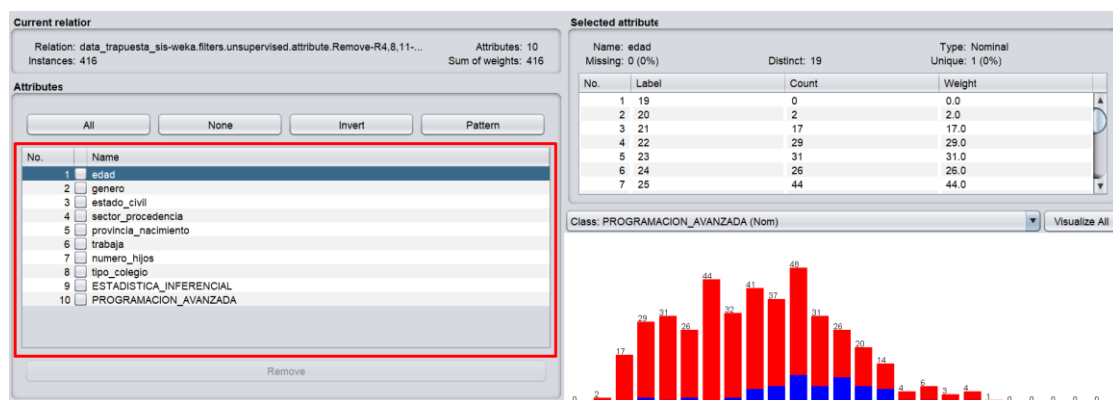 Current relatior
Relation: data_trapuesta_sis-weka.filters.unsupervised.attribute.Remove-R4,8,11-... Attributes: 10
Instances: 416 Sum of weights: 416
Attributes
All None Invert Pattern
No. Name
1 edad
2 genero
3 estado_civil
4 sector_procedencia
5 provincia_nacimiento
6 trabaja
7 numero_hijos
8 tipo_colegio
9 ESTADISTICA_INFERENCIAL
10 PROGRAMACION_AVANZADA
Remove
Selected attribute
Name: edad Type: Nominal
Missing: 0 (0%) Distinct: 19 Unique: 1 (0%)
No. Label Count Weight
1 19 0 0.0
2 20 2 2.0
3 21 17 17.0
4 22 29 29.0
5 23 31 31.0
6 24 26 26.0
7 25 44 44.0
Class: PROGRAMACION_AVANZADA (Nom) Visualize All
0 2 17 29 31 26 44 32 41 37 48 31 26 20 14 4 6 3 4 1 0 0 0 0 0